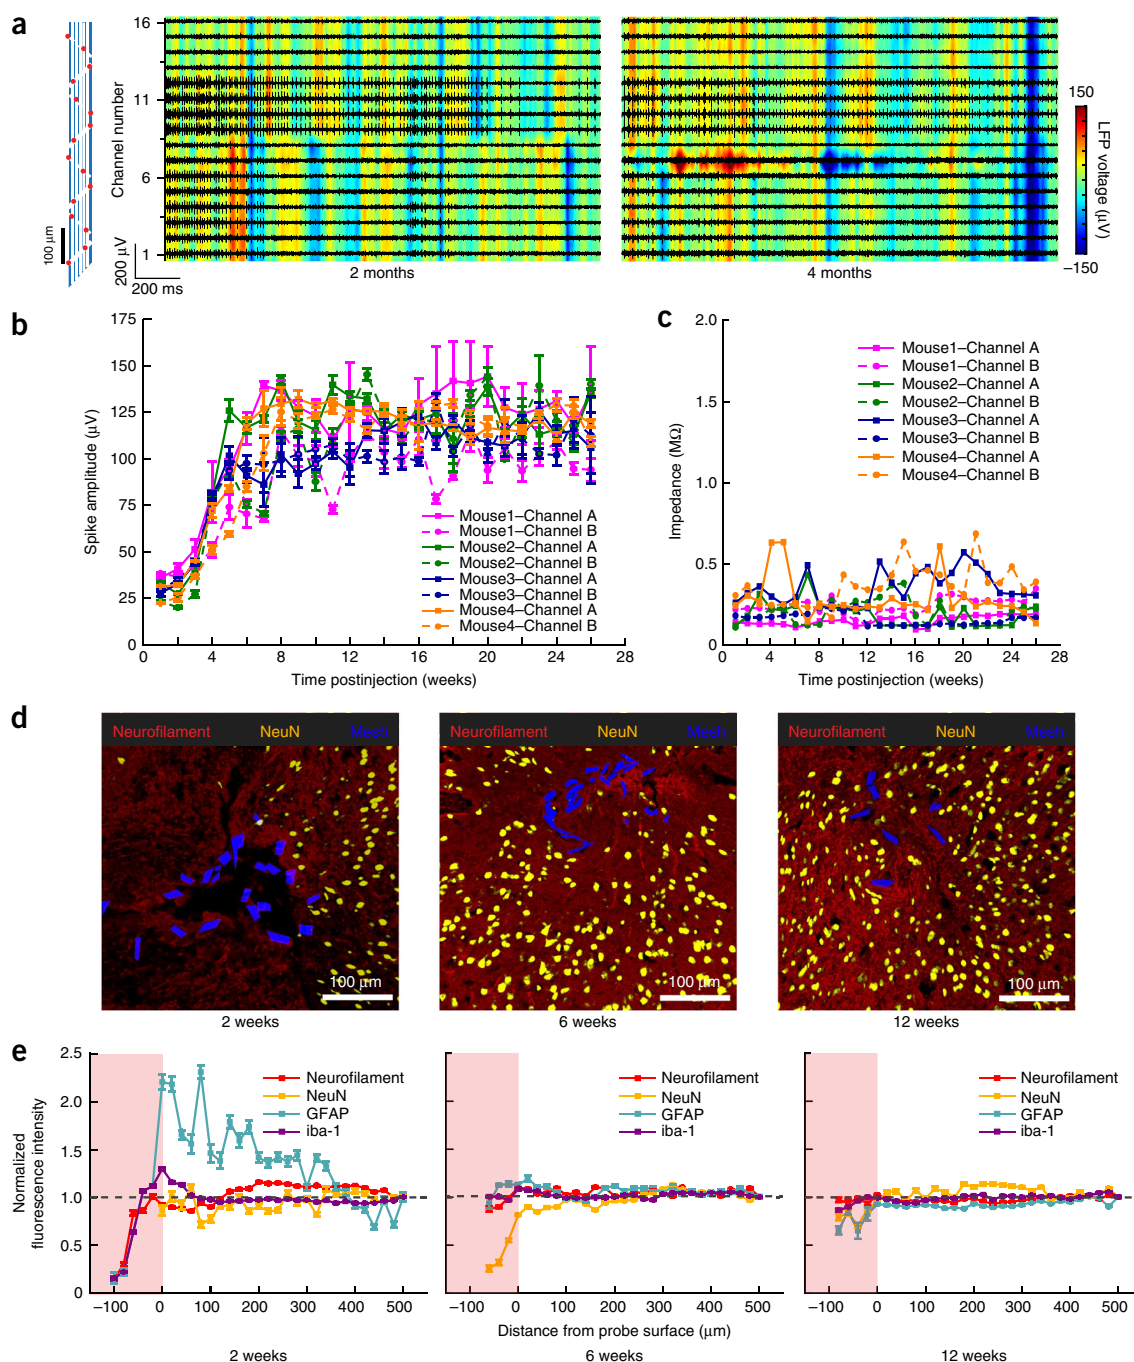 a
16
11
6
1
Channel number
100 µm
200 µV
200 ms
2 months
4 months
150
−150
LFP voltage (µV)
b
175
150
125
100
75
50
25
0
Spike amplitude (µV)
0 4 8 12 16 20 24 28
Time postinjection (weeks)
Mouse1–Channel A
Mouse1–Channel B
Mouse2–Channel A
Mouse2–Channel B
Mouse3–Channel A
Mouse3–Channel B
Mouse4–Channel A
Mouse4–Channel B
c
2.0
1.5
1.0
0.5
0
Impedance (MΩ)
0 4 8 12 16 20 24 28
Time postinjection (weeks)
Mouse1–Channel A
Mouse1–Channel B
Mouse2–Channel A
Mouse2–Channel B
Mouse3–Channel A
Mouse3–Channel B
Mouse4–Channel A
Mouse4–Channel B
d
Neurofilament NeuN Mesh
100 µm
2 weeks
Neurofilament NeuN Mesh
100 µm
6 weeks
Neurofilament NeuN Mesh
100 µm
12 weeks
e
2.5
2.0
1.5
1.0
0.5
0
Normalized
fluorescence intensity
Neurofilament
NeuN
GFAP
iba-1
−100 0 100 200 300 400 500
2 weeks
Neurofilament
NeuN
GFAP
iba-1
−100 0 100 200 300 400 500
Distance from probe surface (µm)
6 weeks
Neurofilament
NeuN
GFAP
iba-1
−100 0 100 200 300 400 500
12 weeks